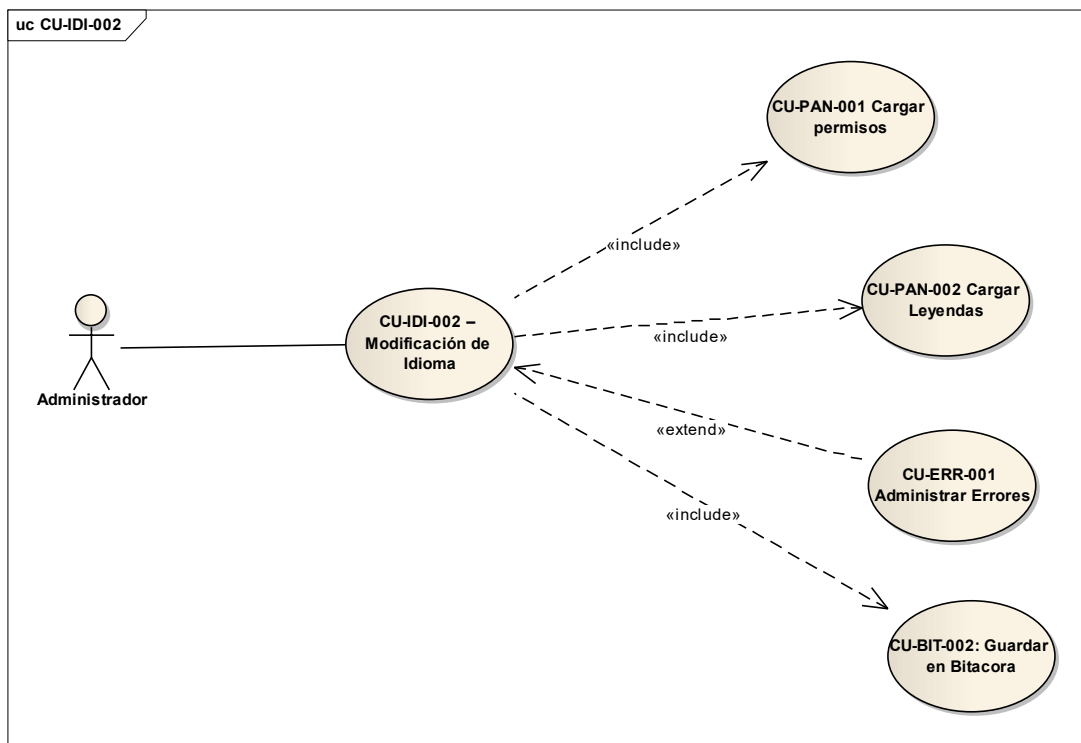 uc CU-IDI-002
CU-PAN-001 Cargar
permisos
«include»
CU-PAN-002 Cargar
Leyendas
«include»
CU-IDI-002 –
Modificación de
Idioma
Administrador
«extend»
CU-ERR-001
Administrar Errores
«include»
CU-BIT-002: Guardar
en Bitacora